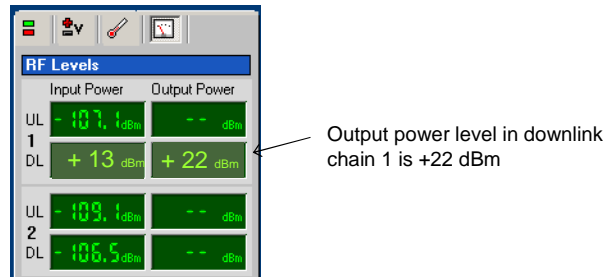 V
RF Levels
Input Power Output Power
UL - 107.1 dBm -- dBm
1
DL + 13 dBm + 22 dBm
Output power level in downlink
chain 1 is +22 dBm
UL - 109.1 dBm -- dBm
2
DL - 106.5 dBm -- dBm